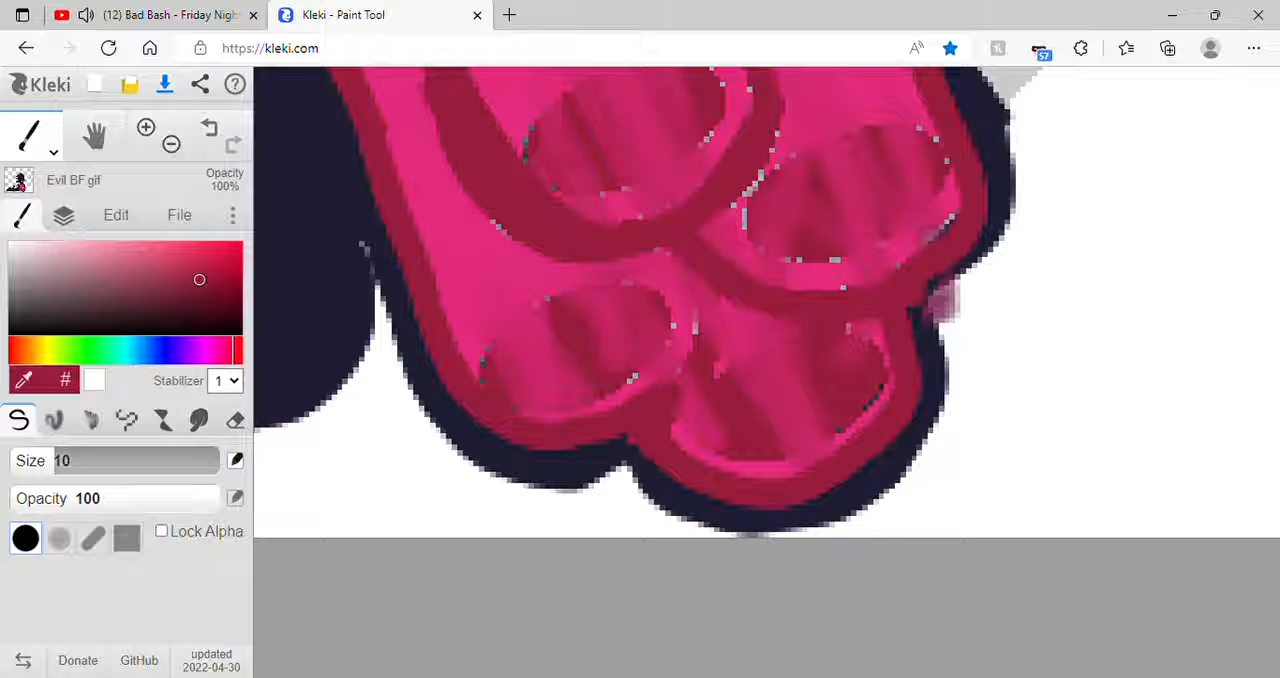 (12) Bad Bash - Friday Nigh
Kleki - Paint Tool
https://kleki.com
57
Kleki
Evil BF gif
Opacity
100%
Edit
File
#
Stabilizer
1
Size 10
Opacity 100
Lock Alpha
Donate
GitHub
updated
2022-04-30